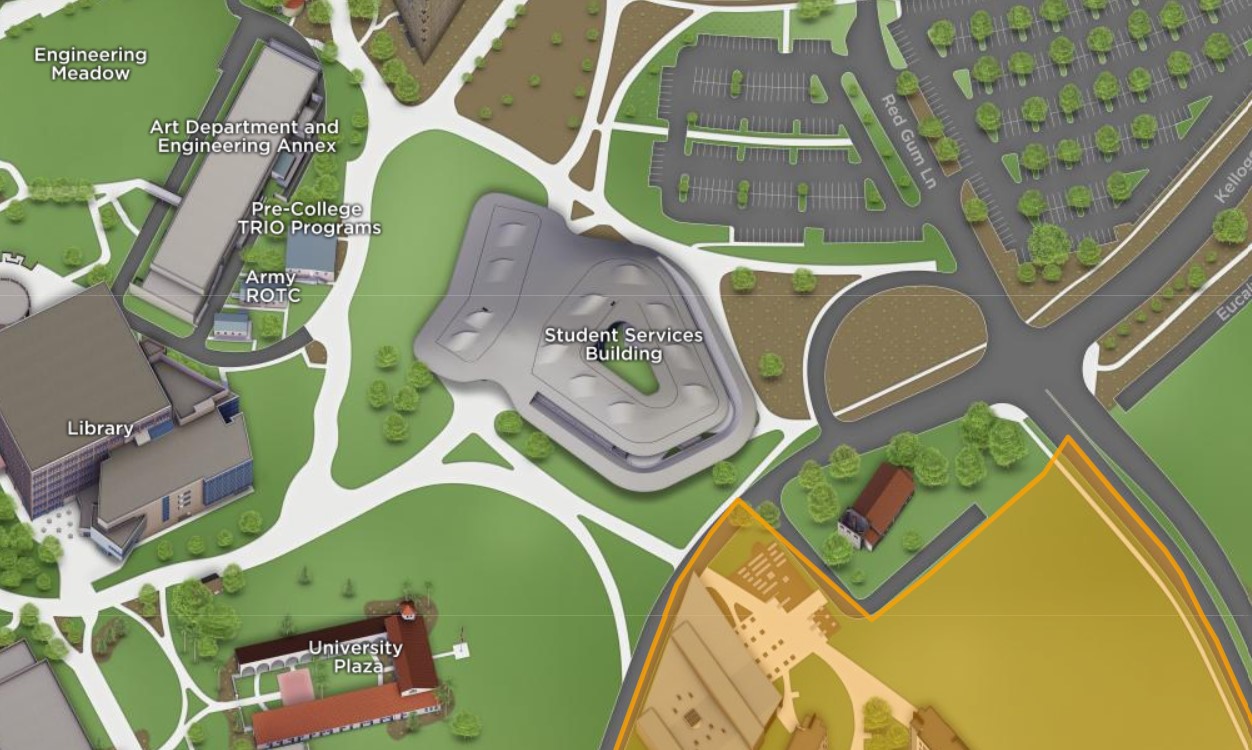 Engineering
Meadow
Art Department and
Engineering Annex
Red Gum Ln
Kellogg
Pre-College
TRIO Programs
Army
ROTC
Student Services
Building
Library
University
Plaza